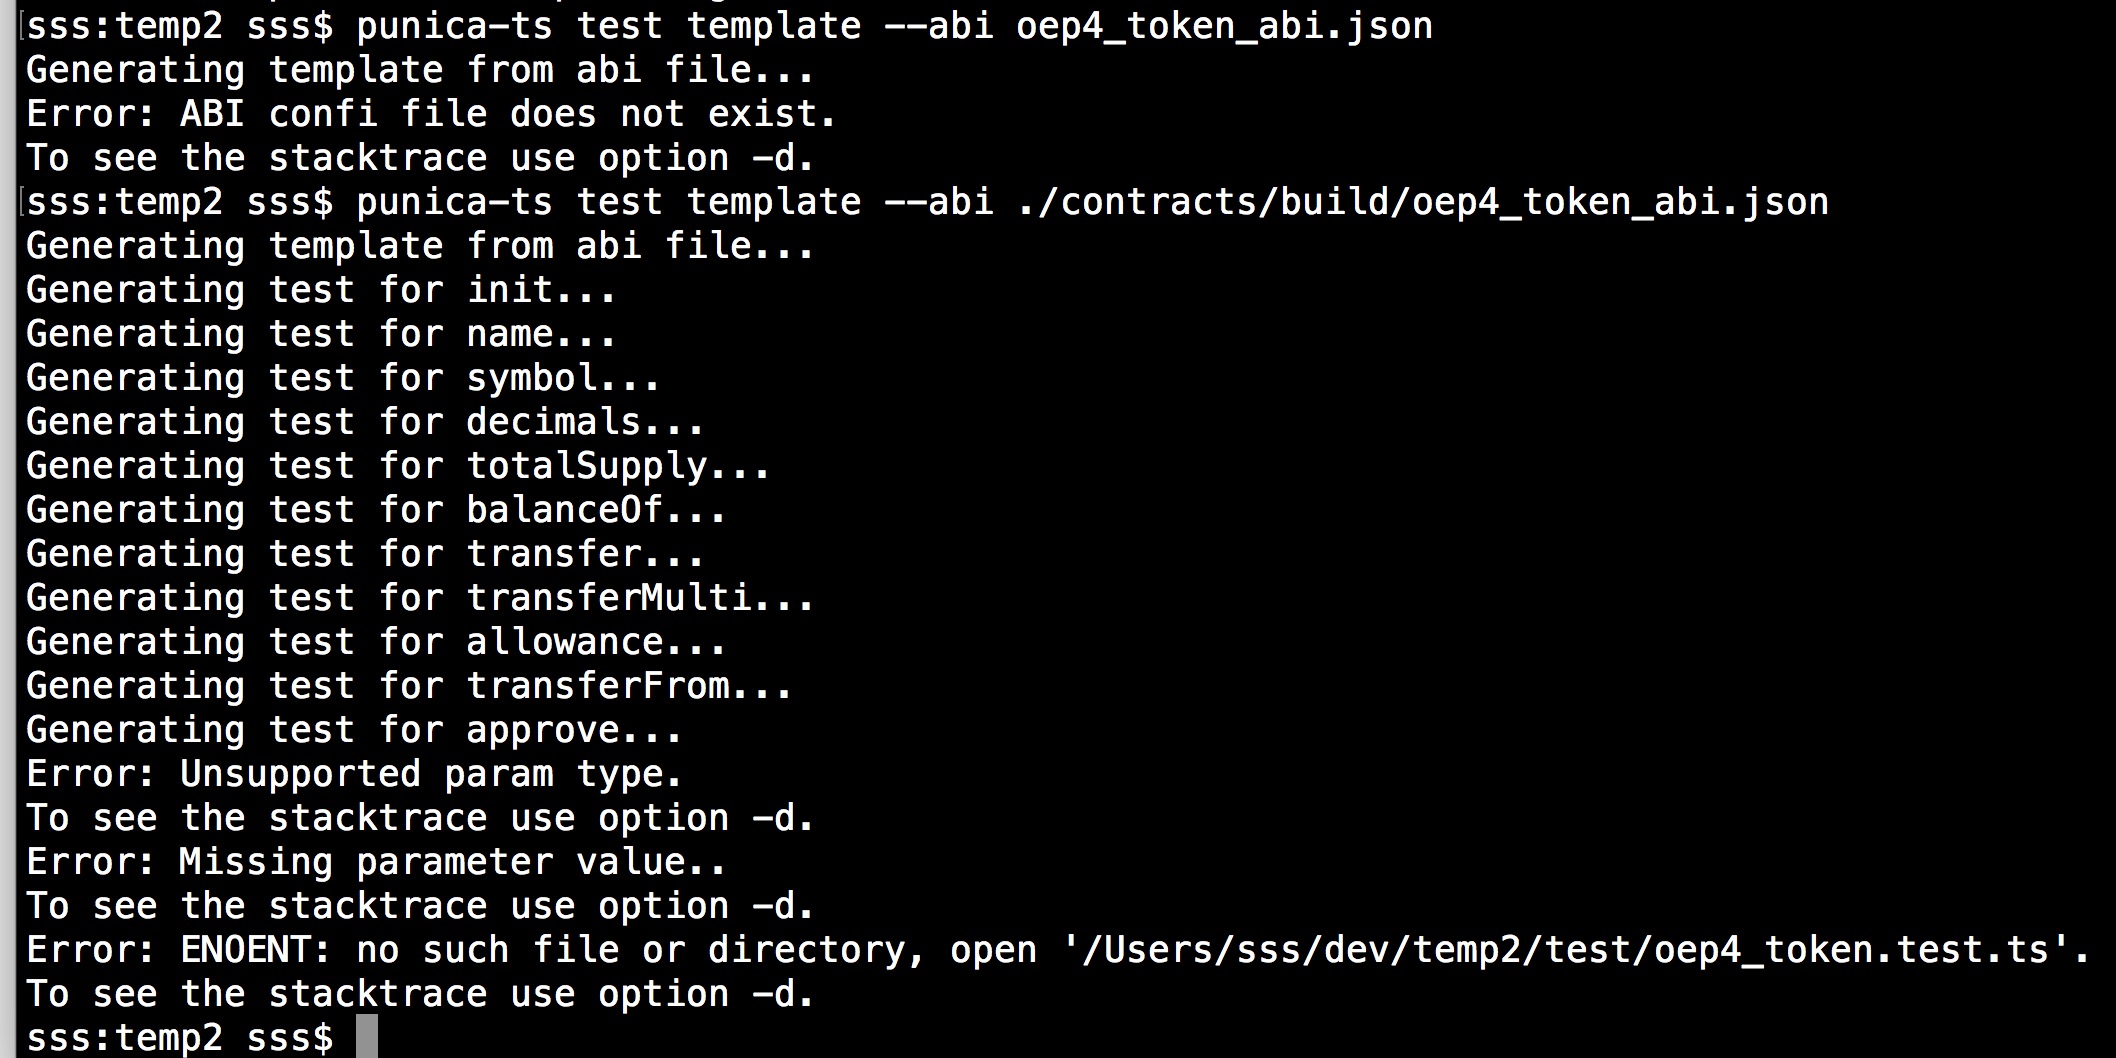 sss:temp2 sss$ punica-ts test template --abi oep4_token_abi.json
Generating template from abi file...
Error: ABI confi file does not exist.
To see the stacktrace use option -d.
sss:temp2 sss$ punica-ts test template --abi ./contracts/build/oep4_token_abi.json
Generating template from abi file...
Generating test for init...
Generating test for name...
Generating test for symbol...
Generating test for decimals...
Generating test for totalSupply...
Generating test for balanceOf...
Generating test for transfer...
Generating test for transferMulti...
Generating test for allowance...
Generating test for transferFrom...
Generating test for approve...
Error: Unsupported param type.
To see the stacktrace use option -d.
Error: Missing parameter value..
To see the stacktrace use option -d.
Error: ENOENT: no such file or directory, open '/Users/sss/dev/temp2/test/oep4_token.test.ts'.
To see the stacktrace use option -d.
sss:temp2 sss$